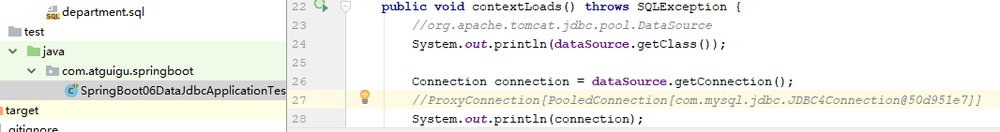 department.sql
test
java
com.atguigu.springboot
SpringBoot06DataJdbcApplicationTes
target
.gitignore
22 public void contextLoads() throws SQLException {
23 //org.apache.tomcat.jdbc.pool.DataSource
24 System.out.println(dataSource.getClass());
25
26 Connection connection = dataSource.getConnection();
27 //ProxyConnection[PooledConnection[com.mysql.jdbc.JDBC4Connection@50d951e7]]
28 System.out.println(connection);